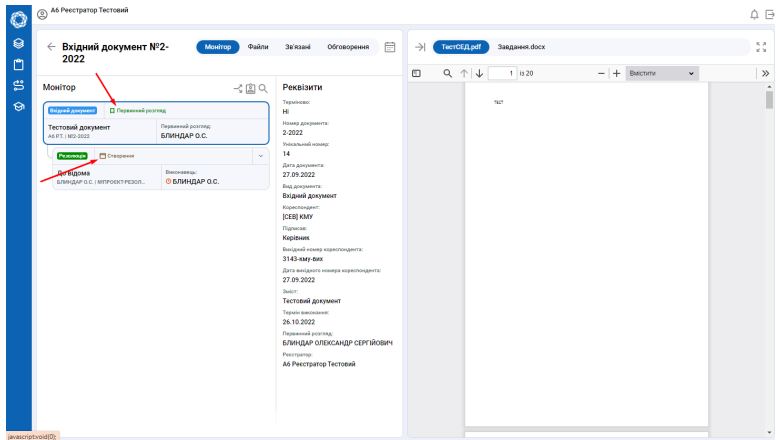 А6 Реєстратор Тестовий
Вхідний документ №2-2022
Монітор
Файли
Зв'язані
Обговорення
ТестСЕД.pdf
Завдання.docx
1 із 20
Вмістити
Монітор
Вхідний документ
Первинний розгляд
Тестовий документ
А6 Р.Т. | №2-2022
Первинний розгляд:
БЛИНДАР О.С.
Резолюція
Створення
До відома
БЛИНДАР О.С. | №ПРОЄКТ-РЕЗОЛ...
Виконавець:
БЛИНДАР О.С.
Реквізити
Терміново:
Ні
Номер документа:
2-2022
Унікальний номер:
14
Дата документа:
27.09.2022
Вид документа:
Вхідний документ
Кореспондент:
[СЕВ] КМУ
Підписав:
Керівник
Вихідний номер кореспондента:
3143-кму-вих
Дата вихідного номера кореспондента:
27.09.2022
Зміст:
Тестовий документ
Термін виконання:
26.10.2022
Первинний розгляд:
БЛИНДАР ОЛЕКСАНДР СЕРГІЙОВИЧ
Реєстратор:
А6 Реєстратор Тестовий
ТЕСТ
javascript:void(0);